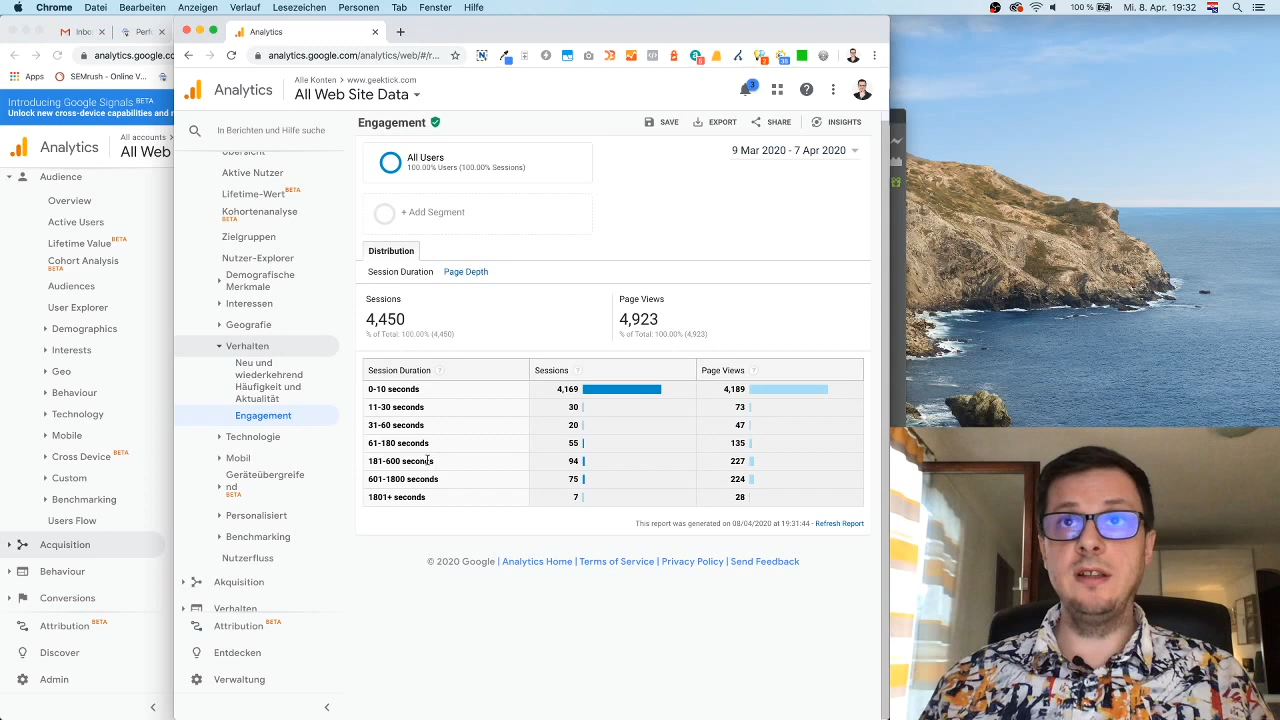 Chrome Datei Bearbeiten Anzeigen Verlauf Lesezeichen Personen Tab Fenster Hilfe 100 % Mi. 8. Apr. 19:32
Analytics
analytics.google.com
Apps SEMrush - Online V...
Introducing Google Signals BETA
Unlock new cross-device capabilities and
Analytics
All accounts
All Web
Audience
Overview
Active Users
Lifetime Value BETA
Cohort Analysis
BETA
Audiences
User Explorer
Demographics
Interests
Geo
Behaviour
Technology
Mobile
Cross Device BETA
Custom
Benchmarking
Users Flow
Acquisition
Behaviour
Conversions
Attribution BETA
Discover
Admin
analytics.google.com/analytics/web/#/r...
Analytics
Alle Konten > www.geektick.com
All Web Site Data
3
In Berichten und Hilfe suche
Übersicht
Aktive Nutzer
Lifetime-Wert BETA
Kohortenanalyse
BETA
Zielgruppen
Nutzer-Explorer
Demografische
Merkmale
Interessen
Geografie
Verhalten
Neu und
wiederkehrend
Häufigkeit und
Aktualität
Engagement
Technologie
Mobil
Geräteübergreife
nd
BETA
Personalisiert
Benchmarking
Nutzerfluss
Akquisition
Verhalten
Attribution BETA
Entdecken
Verwaltung
Engagement
SAVE EXPORT SHARE INSIGHTS
All Users
100.00% Users (100.00% Sessions)
9 Mar 2020 - 7 Apr 2020
+ Add Segment
Distribution
Session Duration Page Depth
Sessions
4,450
% of Total: 100.00% (4,450)
Page Views
4,923
% of Total: 100.00% (4,923)
Session Duration ? Sessions ? Page Views ?
0-10 seconds 4,169 4,189
11-30 seconds 30 73
31-60 seconds 20 47
61-180 seconds 55 135
181-600 seconds 94 227
601-1800 seconds 75 224
1801+ seconds 7 28
This report was generated on 08/04/2020 at 19:31:44 - Refresh Report
© 2020 Google | Analytics Home | Terms of Service | Privacy Policy | Send Feedback